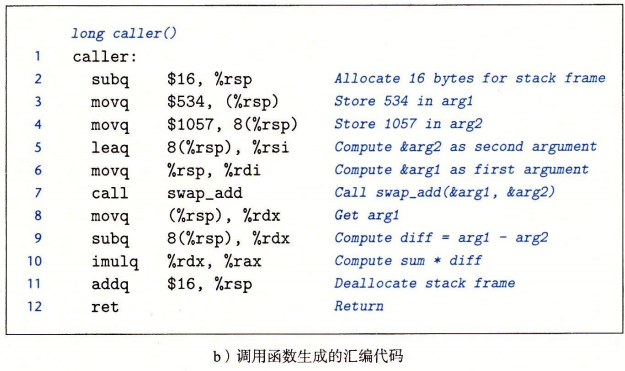 long caller()
1 caller:
2 subq $16, %rsp Allocate 16 bytes for stack frame
3 movq $534, (%rsp) Store 534 in arg1
4 movq $1057, 8(%rsp) Store 1057 in arg2
5 leaq 8(%rsp), %rsi Compute &arg2 as second argument
6 movq %rsp, %rdi Compute &arg1 as first argument
7 call swap_add Call swap_add(&arg1, &arg2)
8 movq (%rsp), %rdx Get arg1
9 subq 8(%rsp), %rdx Compute diff = arg1 - arg2
10 imulq %rdx, %rax Compute sum * diff
11 addq $16, %rsp Deallocate stack frame
12 ret Return
b）调用函数生成的汇编代码